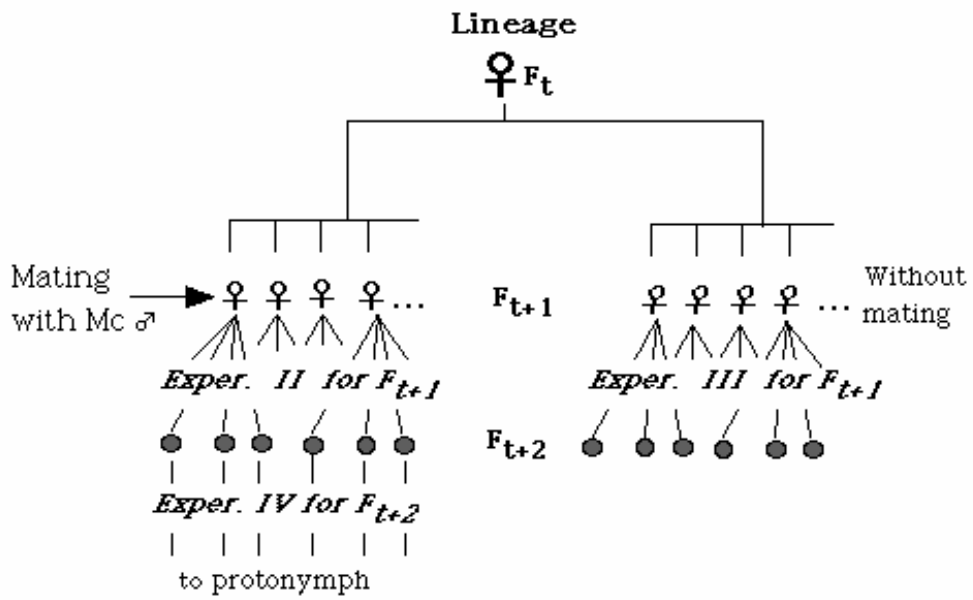 Lineage
♀ Ft
Mating
with Mc ♂
...
Ft+1
...
Without
mating
Exper. II for Ft+1
Exper. III for Ft+1
Ft+2
Exper. IV for Ft+2
to protonymph